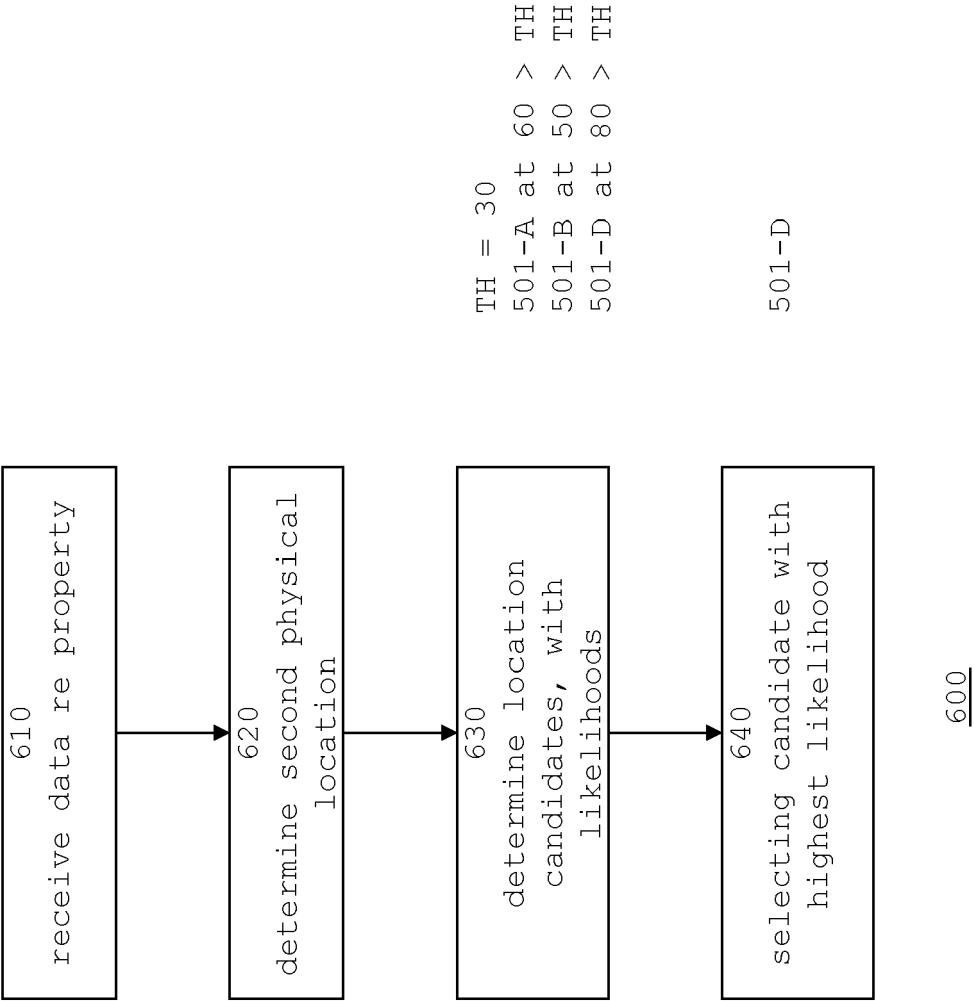 610
receive data re property
620
determine second physical
location
630
determine location
candidates, with
likelihoods
TH = 30
501-A at 60 > TH
501-B at 50 > TH
501-D at 80 > TH
640
selecting candidate with
highest likelihood
501-D
600